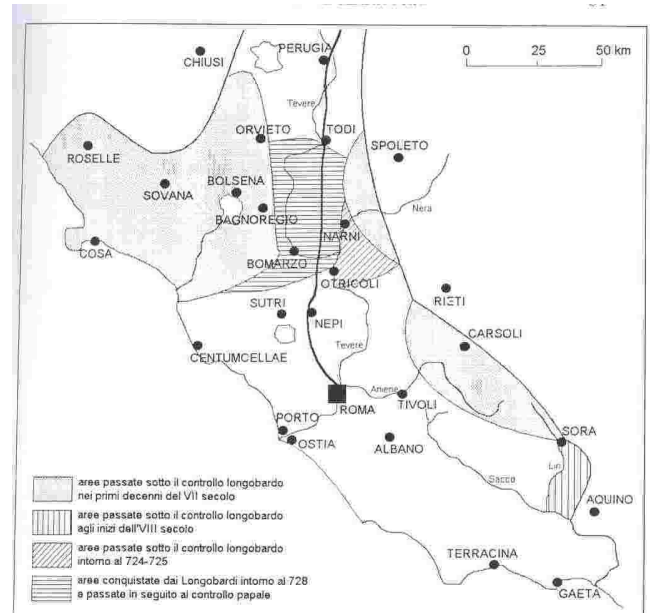 CHIUSI
PERUGIA
0 25 50 km
Tevere
ORVIETO
TODI
ROSELLE
SPOLETO
SOVANA
BOLSENA
BAGNOREGIO
Nera
NARNI
COSA
BOMARZO
OTRICOLI
RIETI
SUTRI
NEPI
CARSOLI
CENTUMCELLAE
Tevere
Aniene
ROMA
TIVOLI
PORTO
OSTIA
ALBANO
SORA
Liri
Sacco
AQUINO
TERRACINA
GAETA
aree passate sotto il controllo longobardo
nei primi decenni del VII secolo
aree passate sotto il controllo longobardo
agli inizi dell'VIII secolo
aree passate sotto il controllo longobardo
intorno al 724-725
aree conquistate dai Longobardi intorno al 728
e passate in seguito al controllo papale